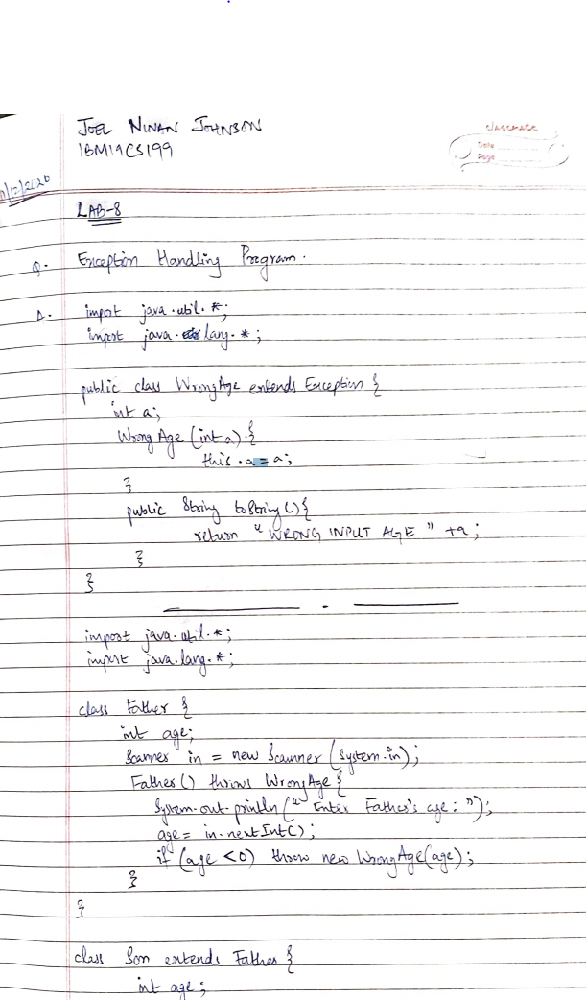 JOEL NINAN JOHNSON
1BM19CS199
classmate
Date
Page
LAB-8
Q. Exception Handling Program.
A. import java.util.*;
import java. lang.*;
public class WrongAge extends Exception {
int a;
Wrong Age (int a) {
this.a = a;
}
public String toString() {
return "WRONG INPUT AGE " +a;
}
}
import java.util.*;
import java.lang.*;
class Father {
int age;
Scanner in = new Scanner (System.in);
Father() throws WrongAge {
System.out.println (" Enter Father's age: ");
age = in.nextInt();
if (age <0) throw new WrongAge(age);
}
}
class Son extends Father {
int age;